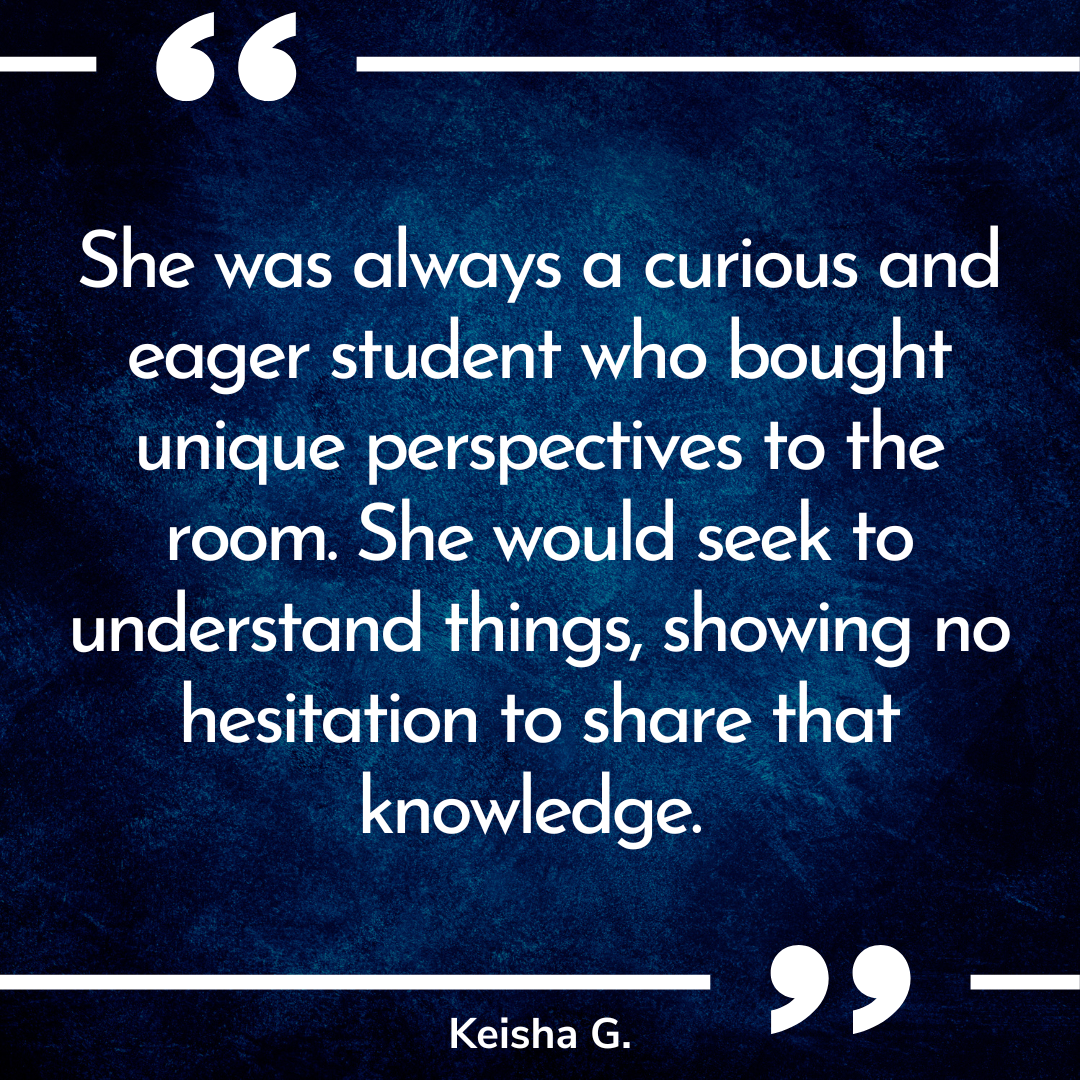 “
She was always a curious and
eager student who bought
unique perspectives to the
room. She would seek to
understand things, showing no
hesitation to share that
knowledge.
”
Keisha G.